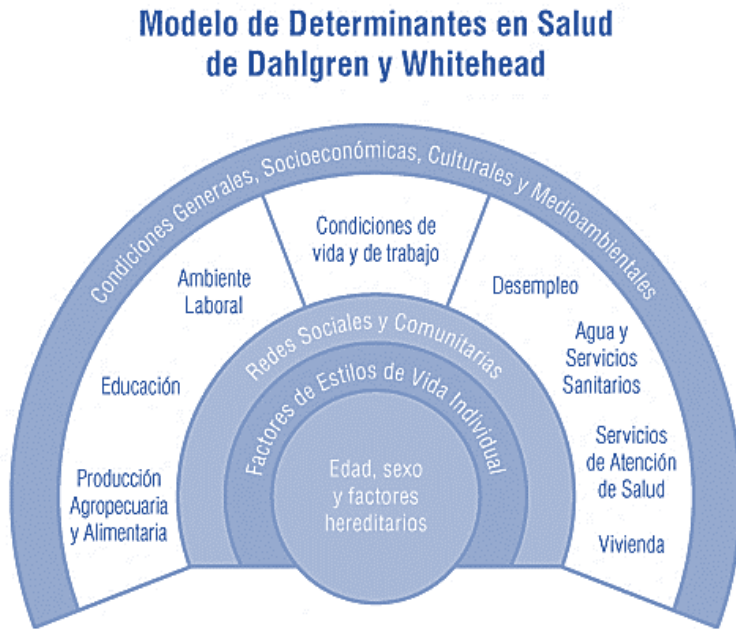 Modelo de Determinantes en Salud
de Dahlgren y Whitehead
Condiciones Generales, Socioeconómicas, Culturales y Medioambientales
Condiciones de
vida y de trabajo
Ambiente
Laboral
Educación
Producción
Agropecuaria
y Alimentaria
Desempleo
Agua y
Servicios
Sanitarios
Servicios
de Atención
de Salud
Vivienda
Redes Sociales y Comunitarias
Factores de Estilos de Vida Individual
Edad, sexo
y factores
hereditarios